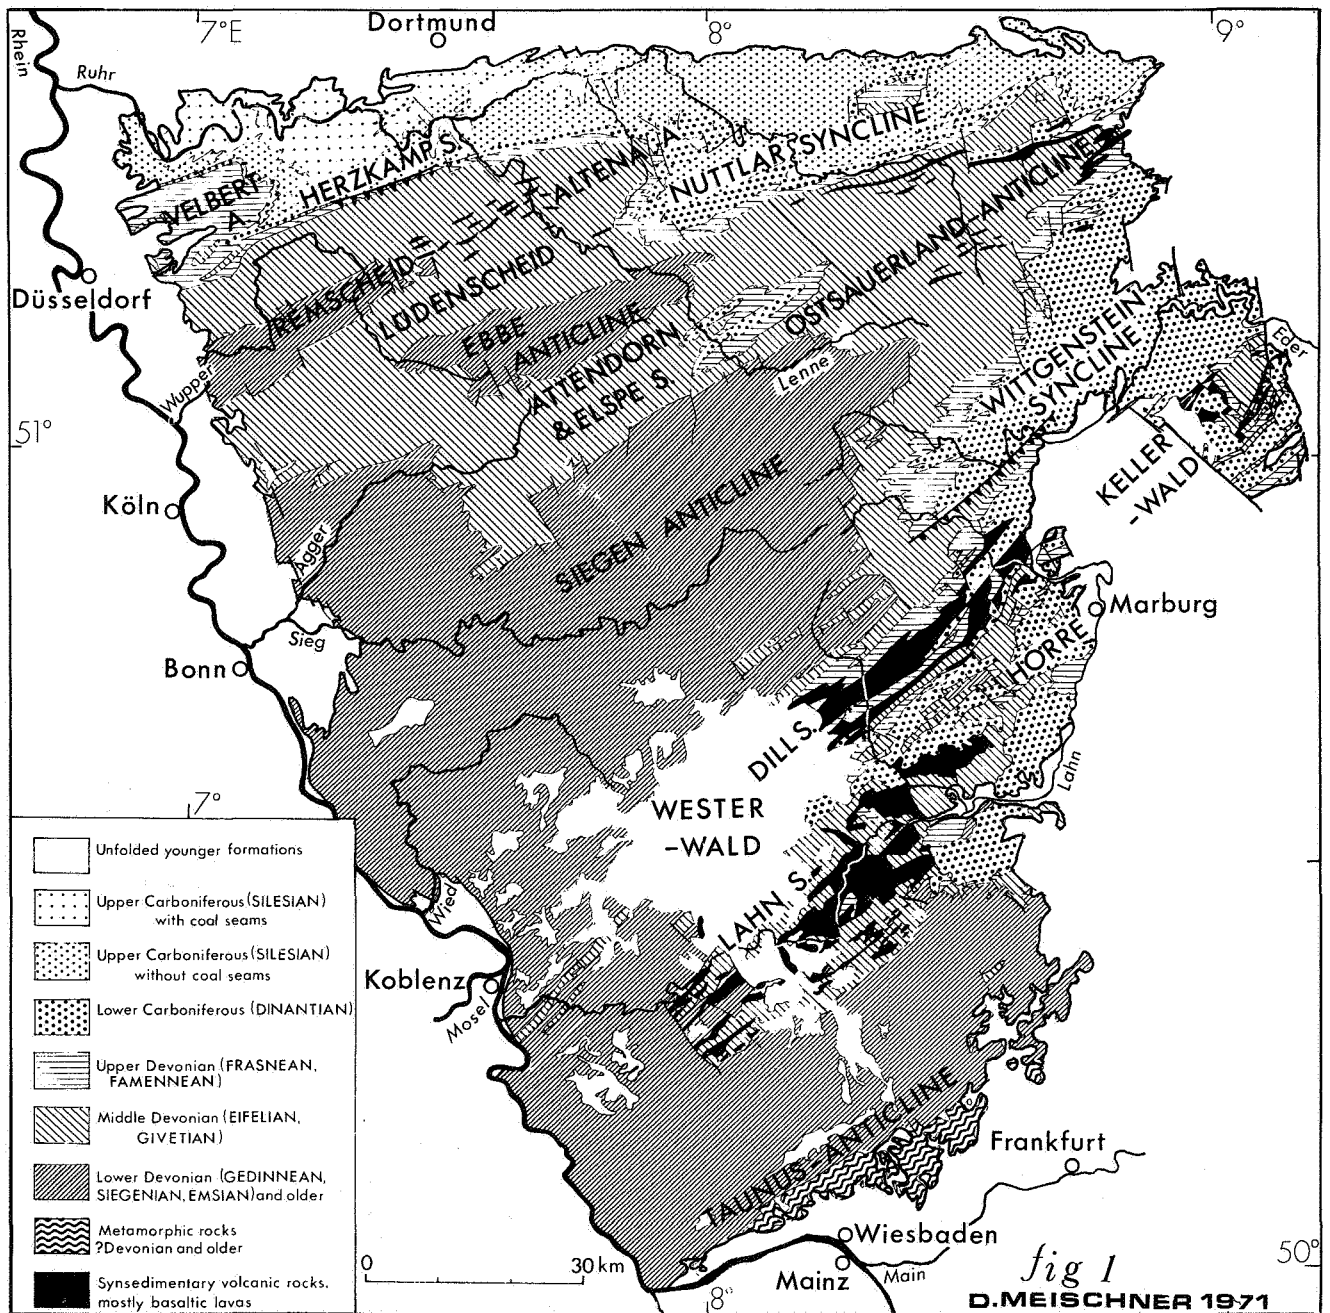 7°E
Dortmund
8°
9°
Rhein
Ruhr
VELBERT
A.
HERZKAMP S.
ALTENA A
NUTTLAR SYNCLINE
REMSCHEID-
LÜDENSCHEID
EBBE
ANTICLINE
ATTENDORN
& ELSPE S.
OSTSAUERLAND-ANTICLINE
Düsseldorf
Wupper
Lenne
WITTGENSTEIN
SYNCLINE
Eder
51°
KELLER
-WALD
Köln
Agger
SIEGEN ANTICLINE
Marburg
Sieg
Bonn
HÖRRE
DILL S.
Lahn
WESTER
-WALD
LAHN S.
7°
Wied
Koblenz
Mosel
TAUNUS-ANTICLINE
Frankfurt
Wiesbaden
Mainz
Main
50°
8°
0 30 km
Unfolded younger formations
Upper Carboniferous (SILESIAN)
with coal seams
Upper Carboniferous (SILESIAN)
without coal seams
Lower Carboniferous (DINANTIAN)
Upper Devonian (FRASNEAN,
FAMENNEAN)
Middle Devonian (EIFELIAN,
GIVETIAN)
Lower Devonian (GEDINNEAN,
SIEGENIAN, EMSIAN) and older
Metamorphic rocks
?Devonian and older
Synsedimentary volcanic rocks.
mostly basaltic lavas
fig 1
D. MEISCHNER 1971